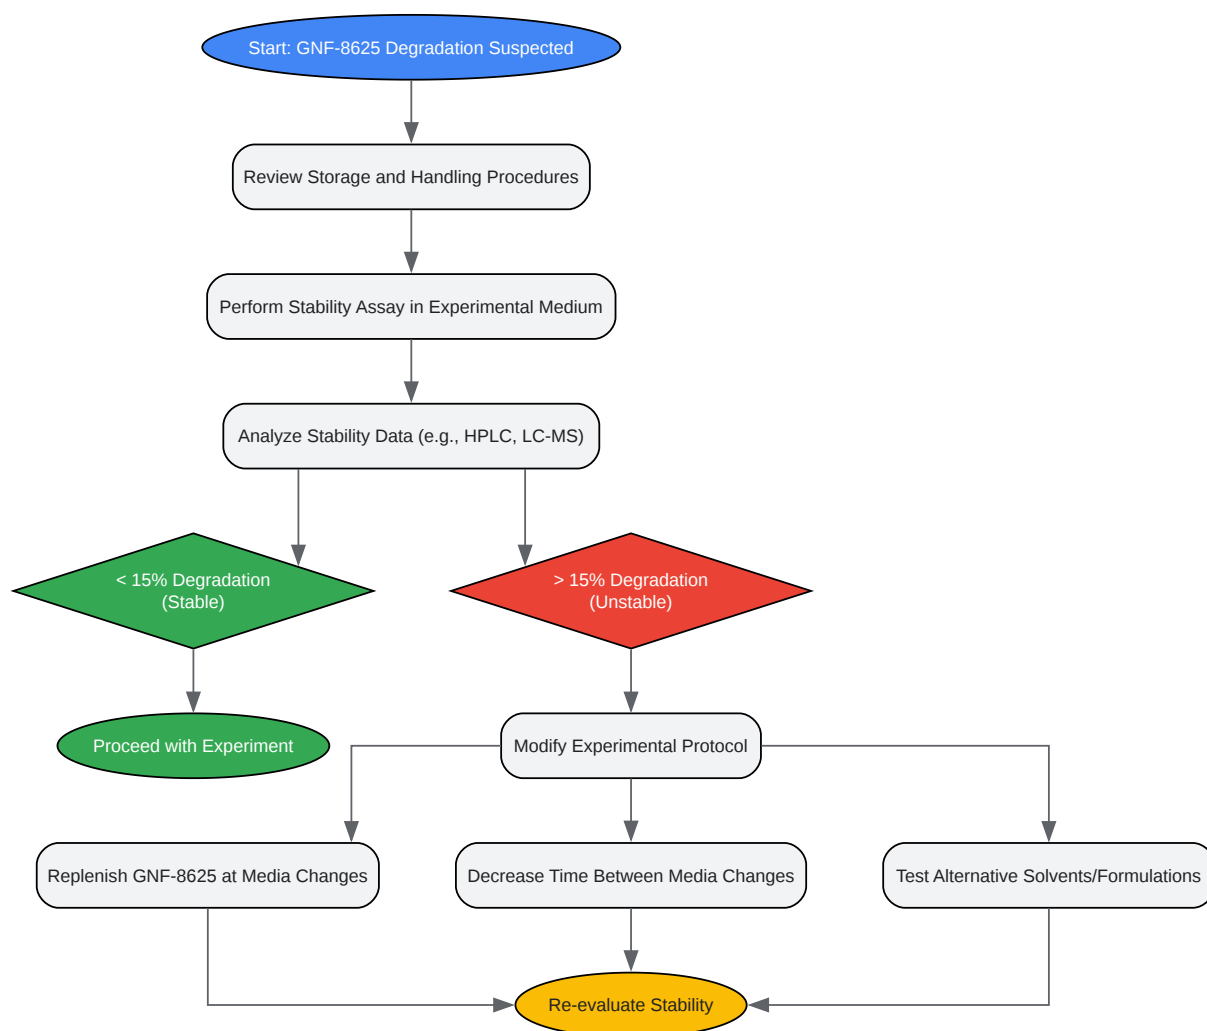 Start: GNF-8625 Degradation Suspected
Review Storage and Handling Procedures
Perform Stability Assay in Experimental Medium
Analyze Stability Data (e.g., HPLC, LC-MS)
< 15% Degradation
(Stable)
> 15% Degradation
(Unstable)
Proceed with Experiment
Modify Experimental Protocol
Replenish GNF-8625 at Media Changes
Decrease Time Between Media Changes
Test Alternative Solvents/Formulations
Re-evaluate Stability